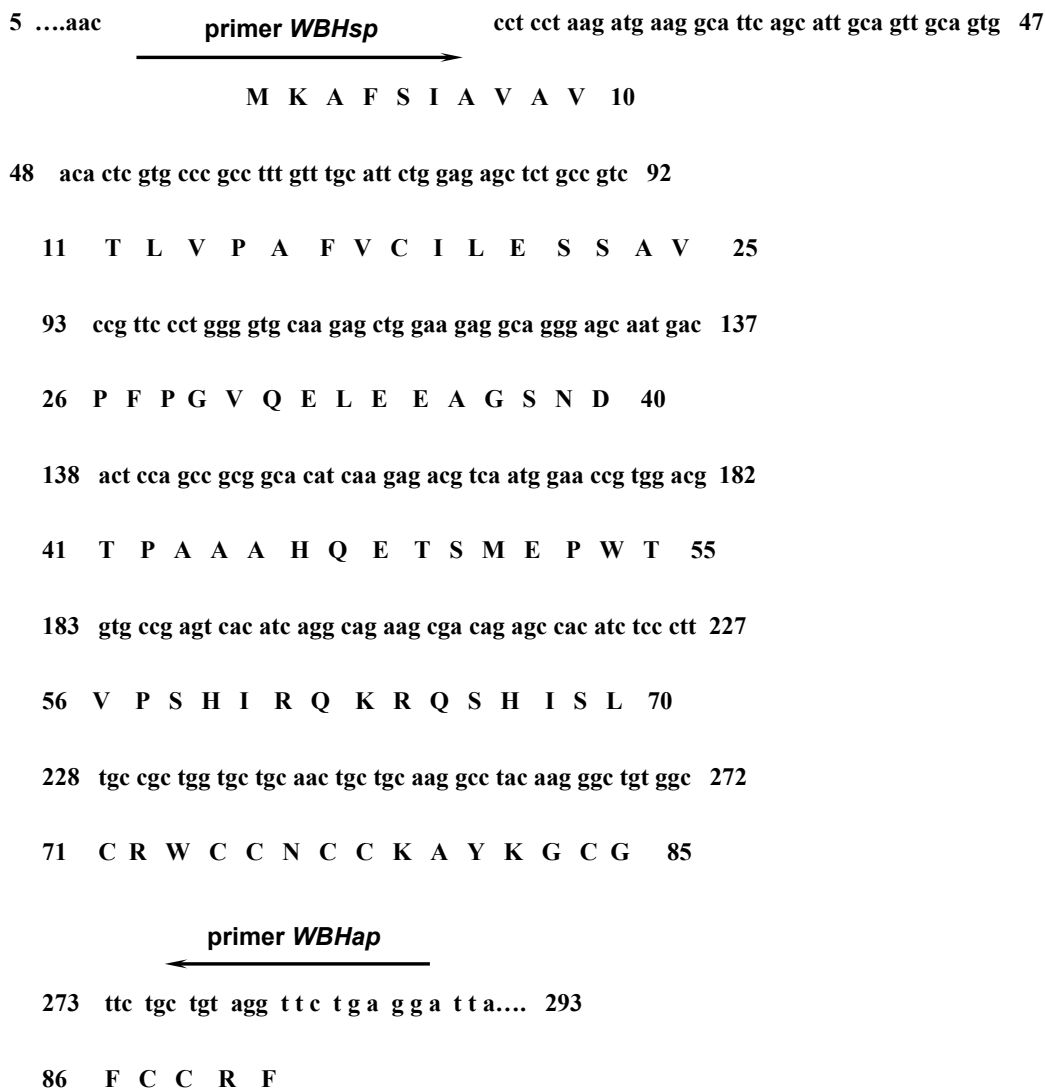 5 ….aac primer WBHsp cct cct aag atg aag gca ttc agc att gca gtt gca gtg 47
M K A F S I A V A V 10
48 aca ctc gtg ccc gcc ttt gtt tgc att ctg gag agc tct gcc gtc 92
11 T L V P A F V C I L E S S A V 25
93 ccg ttc cct ggg gtg caa gag ctg gaa gag gca ggg agc aat gac 137
26 P F P G V Q E L E E A G S N D 40
138 act cca gcc gcg gca cat caa gag acg tca atg gaa ccg tgg acg 182
41 T P A A A H Q E T S M E P W T 55
183 gtg ccg agt cac atc agg cag aag cga cag agc cac atc tcc ctt 227
56 V P S H I R Q K R Q S H I S L 70
228 tgc cgc tgg tgc tgc aac tgc tgc aag gcc tac aag ggc tgt ggc 272
71 C R W C C N C C K A Y K G C G 85
primer WBHap
273 ttc tgc tgt agg t t c t g a g g a t t a…. 293
86 F C C R F